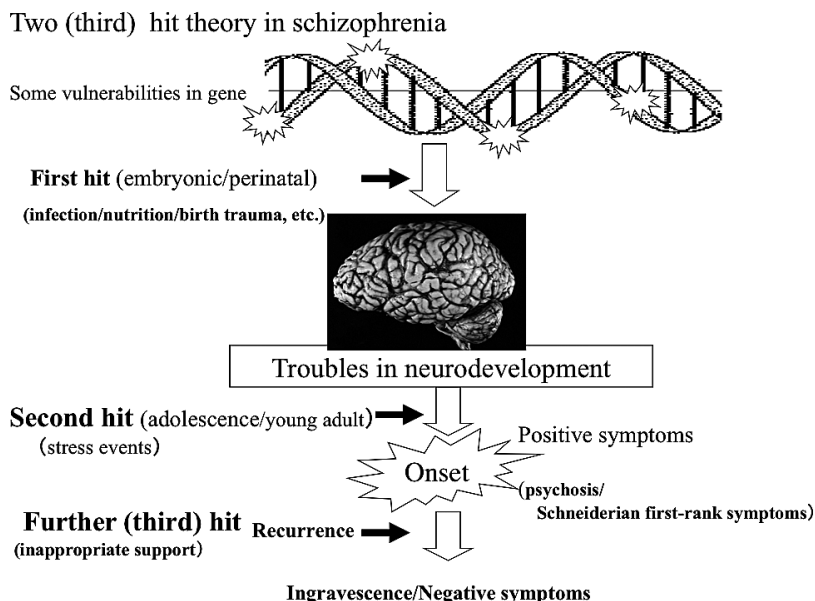 Two (third) hit theory in schizophrenia
Some vulnerabilities in gene
First hit (embryonic/perinatal)
(infection/nutrition/birth trauma, etc.)
Troubles in neurodevelopment
Second hit (adolescence/young adult)
(stress events)
Positive symptoms
Onset
(psychosis/
Schneiderian first-rank symptoms)
Further (third) hit
Recurrence
(inappropriate support)
Ingravescence/Negative symptoms